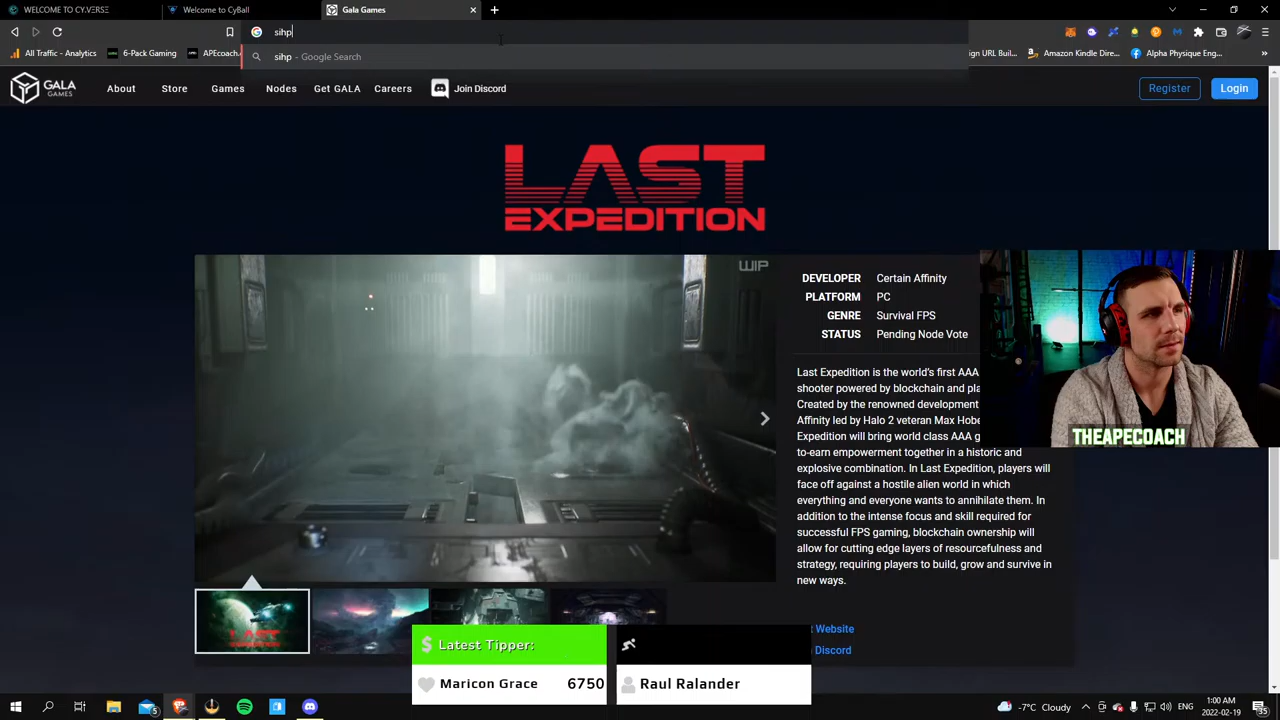 WELCOME TO CY.VERSE
Welcome to CyBall
Gala Games
sihp
sihp - Google Search
All Traffic - Analytics
6-Pack Gaming
APEcoach.
ign URL Build...
Amazon Kindle Dire...
Alpha Physique Eng...
GALA
GAMES
About
Store
Games
Nodes
Get GALA
Careers
Join Discord
Register
Login
LAST
EXPEDITION
WIP
DEVELOPER Certain Affinity
PLATFORM PC
GENRE Survival FPS
STATUS Pending Node Vote
Last Expedition is the world's first AAA
shooter powered by blockchain and pla
Created by the renowned development
Affinity led by Halo 2 veteran Max Hobe
Expedition will bring world class AAA g
to-earn empowerment together in a historic and
explosive combination. In Last Expedition, players will
face off against a hostile alien world in which
everything and everyone wants to annihilate them. In
addition to the intense focus and skill required for
successful FPS gaming, blockchain ownership will
allow for cutting edge layers of resourcefulness and
strategy, requiring players to build, grow and survive in
new ways.
THEAPECOACH
LAST
EXPEDITION
t Website
Discord
$ Latest Tipper:
Maricon Grace 6750
Raul Ralander
-7°C Cloudy
ENG
1:00 AM
2022-02-19